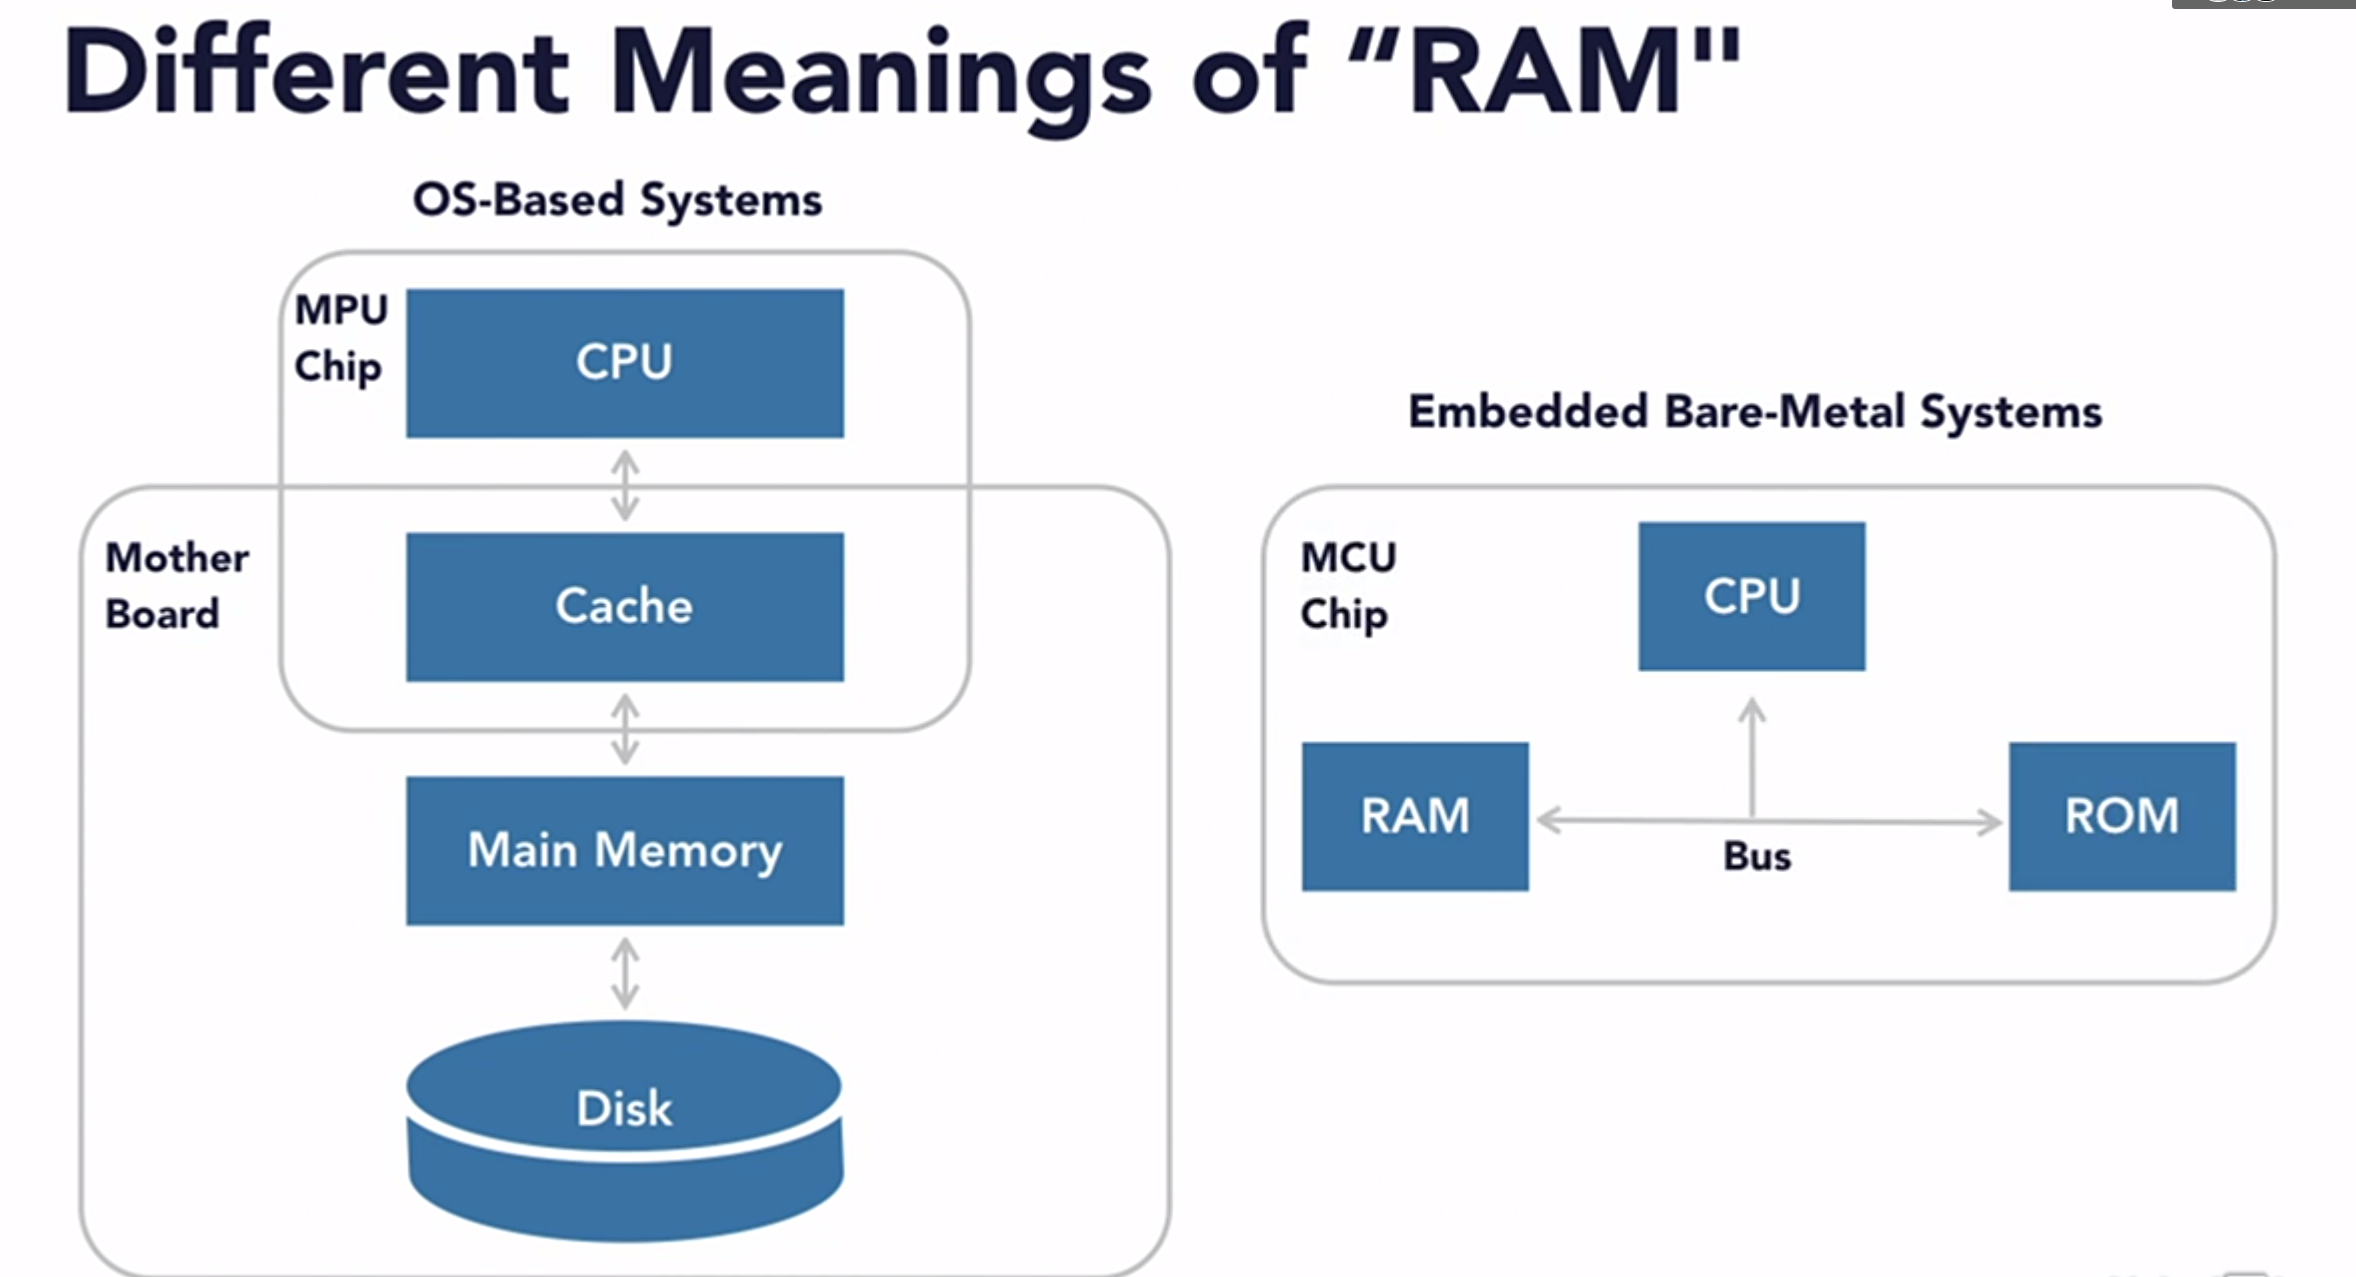 Different Meanings of “RAM"
OS-Based Systems
MPU
Chip
CPU
Mother
Board
Cache
Main Memory
Disk
Embedded Bare-Metal Systems
MCU
Chip
CPU
RAM
ROM
Bus